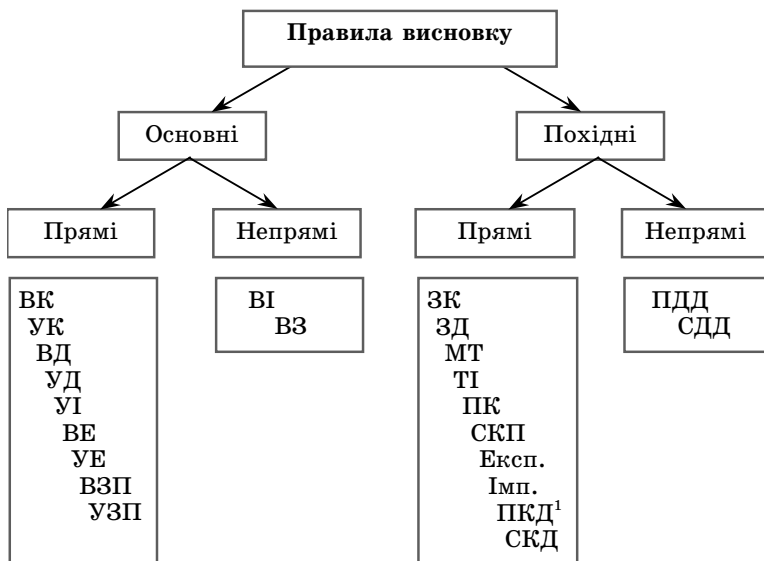 Правила висновку
Основні
Похідні
Прямі
Непрямі
Прямі
Непрямі
ВК
УК
ВД
УД
УІ
ВЕ
УЕ
ВЗП
УЗП
ВІ
ВЗ
ЗК
ЗД
МТ
ТІ
ПК
СКП
Експ.
Імп.
ПКД¹
СКД
ПДД
СДД